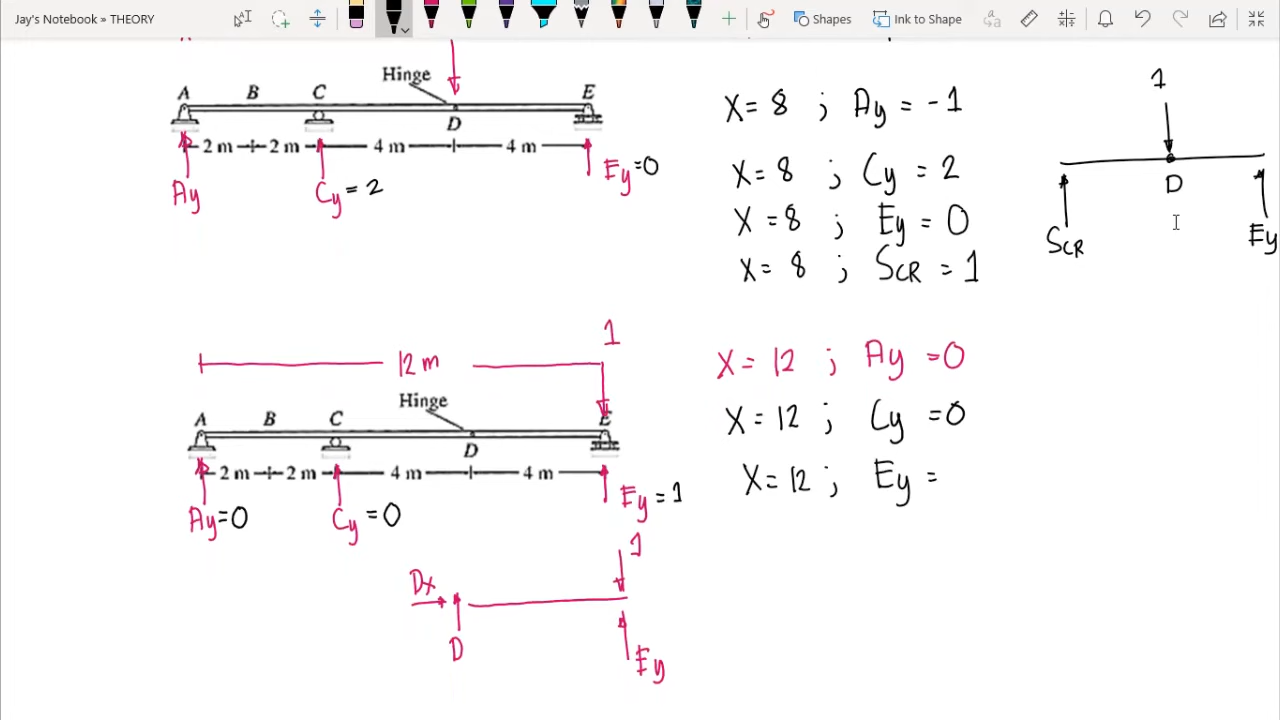 Jay's Notebook » THEORY
Shapes
Ink to Shape
Hinge
A B C E
D
2 m 2 m 4 m 4 m
Ay
Cy = 2
Ey = 0
X = 8 ; Ay = -1
X = 8 ; Cy = 2
X = 8 ; Ey = 0
X = 8 ; SCR = 1
1
D
SCR
Ey
12 m
1
Hinge
A B C E
D
2 m 2 m 4 m 4 m
Ay = 0
Cy = 0
Ey = 1
X = 12 ; Ay = 0
X = 12 ; Cy = 0
X = 12 ; Ey =
1
Dx
D
Ey